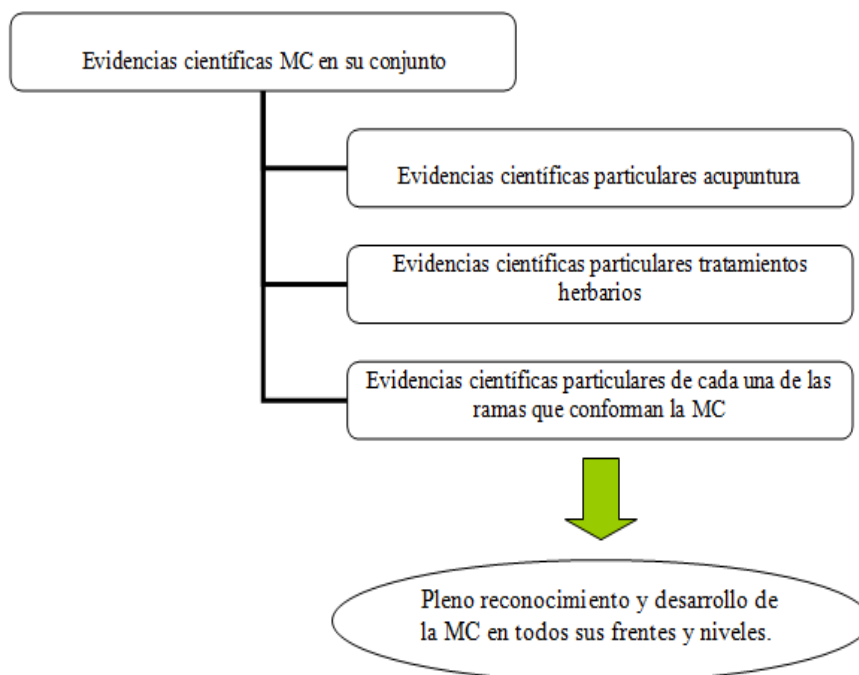 Evidencias científicas MC en su conjunto
Evidencias científicas particulares acupuntura
Evidencias científicas particulares tratamientos
herbarios
Evidencias científicas particulares de cada una de las
ramas que conforman la MC
Pleno reconocimiento y desarrollo de
la MC en todos sus frentes y niveles.